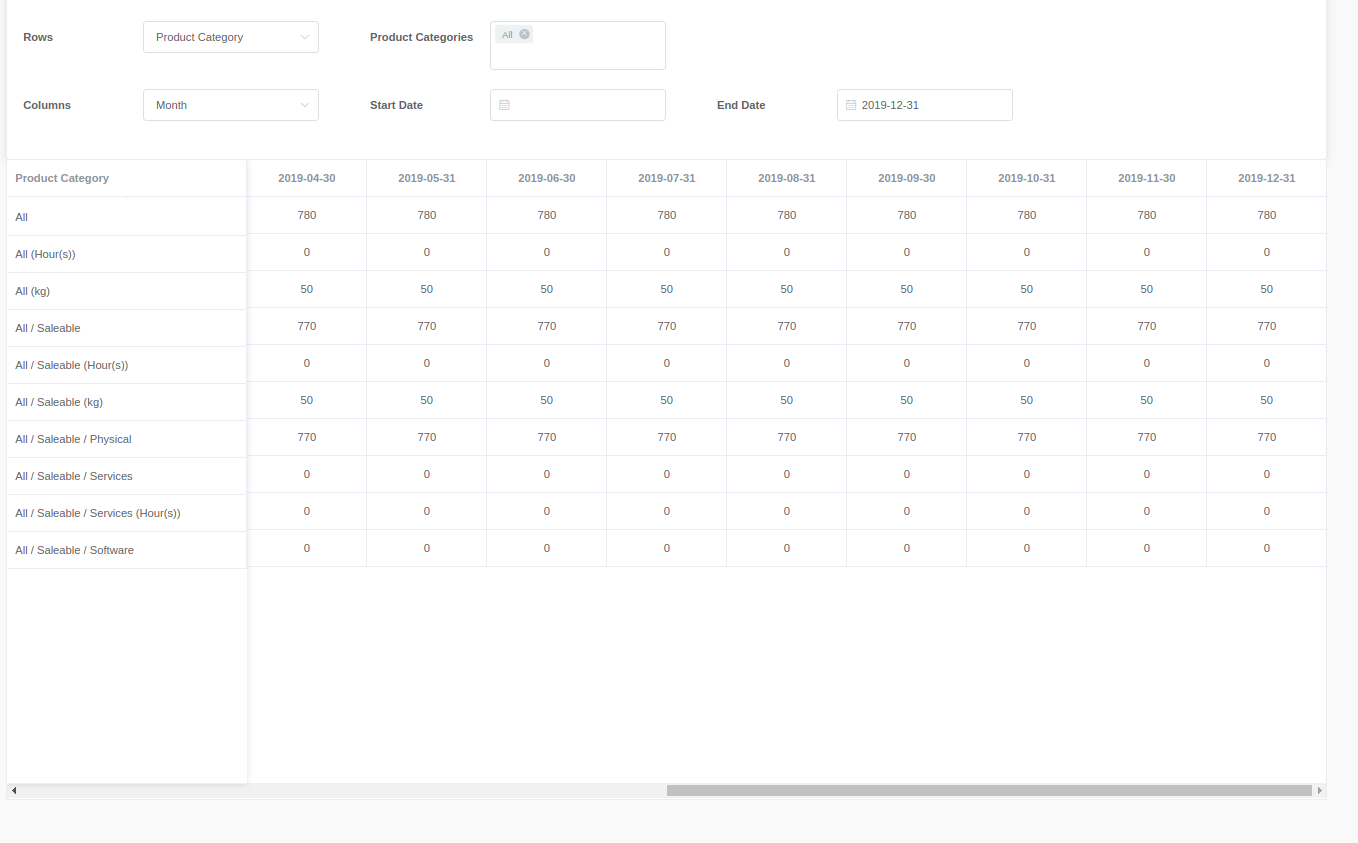 Rows Product Category Product Categories All
Columns Month Start Date End Date 2019-12-31
Product Category 2019-04-30 2019-05-31 2019-06-30 2019-07-31 2019-08-31 2019-09-30 2019-10-31 2019-11-30 2019-12-31
All 780 780 780 780 780 780 780 780 780
All (Hour(s)) 0 0 0 0 0 0 0 0 0
All (kg) 50 50 50 50 50 50 50 50 50
All / Saleable 770 770 770 770 770 770 770 770 770
All / Saleable (Hour(s)) 0 0 0 0 0 0 0 0 0
All / Saleable (kg) 50 50 50 50 50 50 50 50 50
All / Saleable / Physical 770 770 770 770 770 770 770 770 770
All / Saleable / Services 0 0 0 0 0 0 0 0 0
All / Saleable / Services (Hour(s)) 0 0 0 0 0 0 0 0 0
All / Saleable / Software 0 0 0 0 0 0 0 0 0